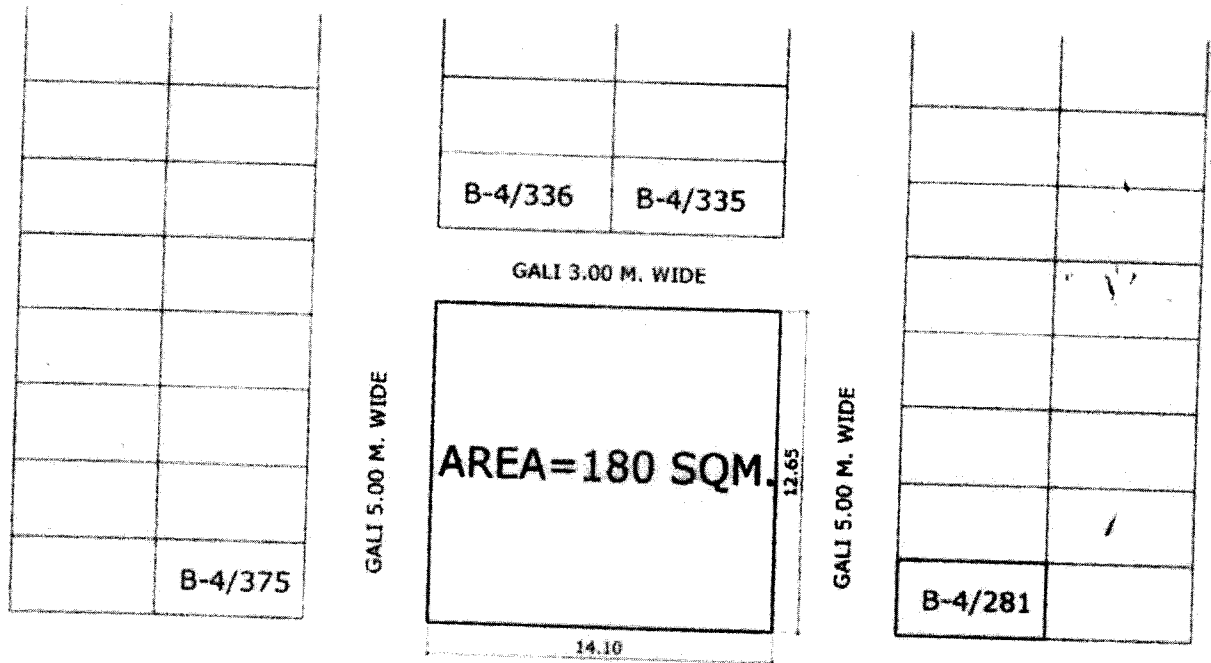 B-4/336
B-4/335
GALI 3.00 M. WIDE
GALI 5.00 M. WIDE
AREA=180 SQM.
12.65
GALI 5.00 M. WIDE
B-4/375
B-4/281
14.10